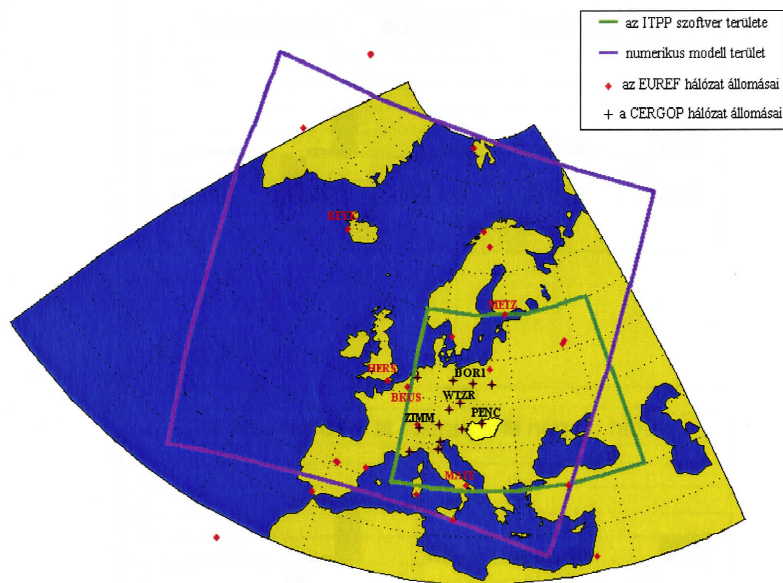 az ITPP szoftver területe
numerikus modell terület
az EUREF hálózat állomásai
a CERGOP hálózat állomásai
METZ
HERS
BOR1
BRUS
WTZR
ZIMM
PENC
MATE